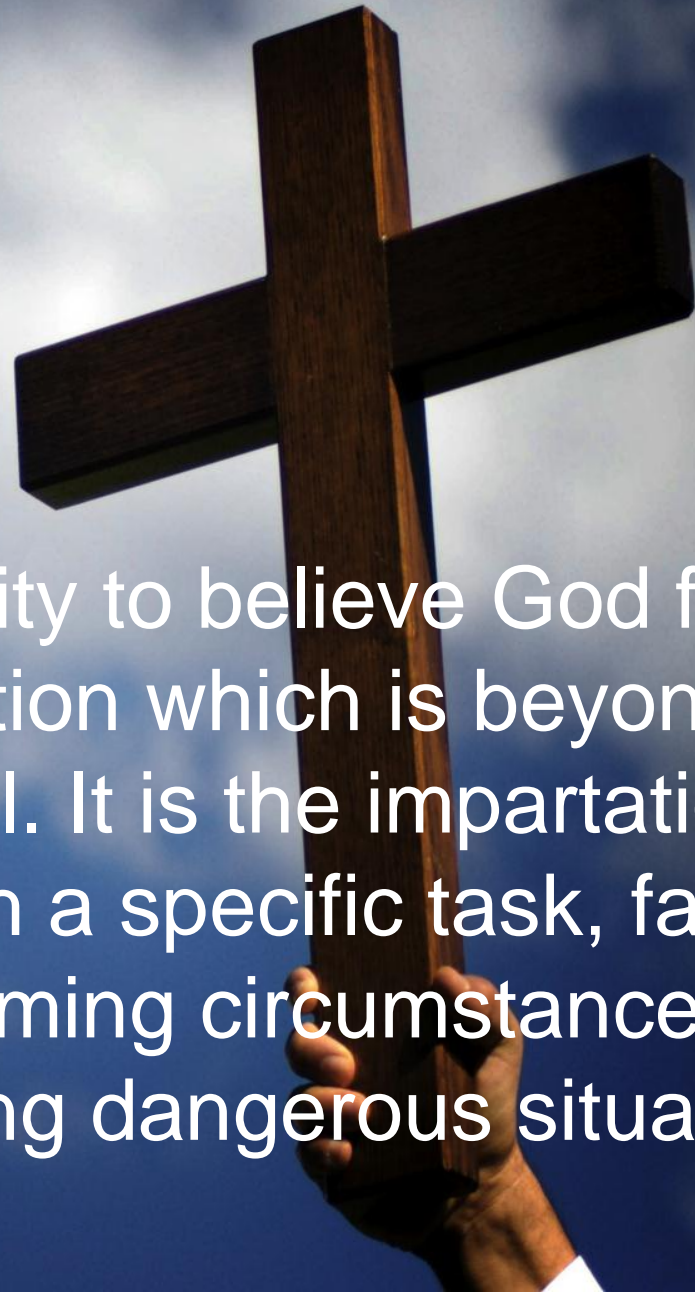 ity to believe God f
tion which is beyon
l. It is the impartati
n a specific task, fa
ming circumstance
ng dangerous situa